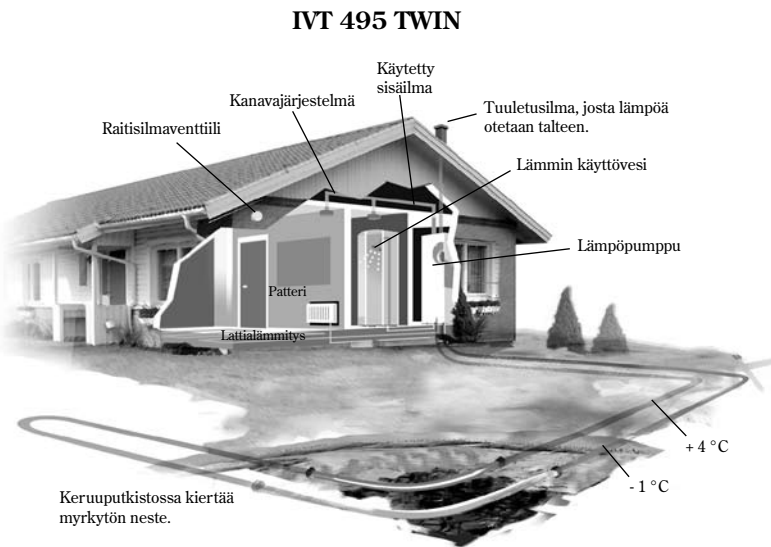 IVT 495 TWIN
Käytetty
sisäilma
Kanavajärjestelmä
Tuuletusilma, josta lämpöä
otetaan talteen.
Raitisilmaventtiili
Lämmin käyttövesi
Lämpöpumppu
Patteri
Lattialämmitys
+ 4 °C
- 1 °C
Keruuputkistossa kiertää
myrkytön neste.